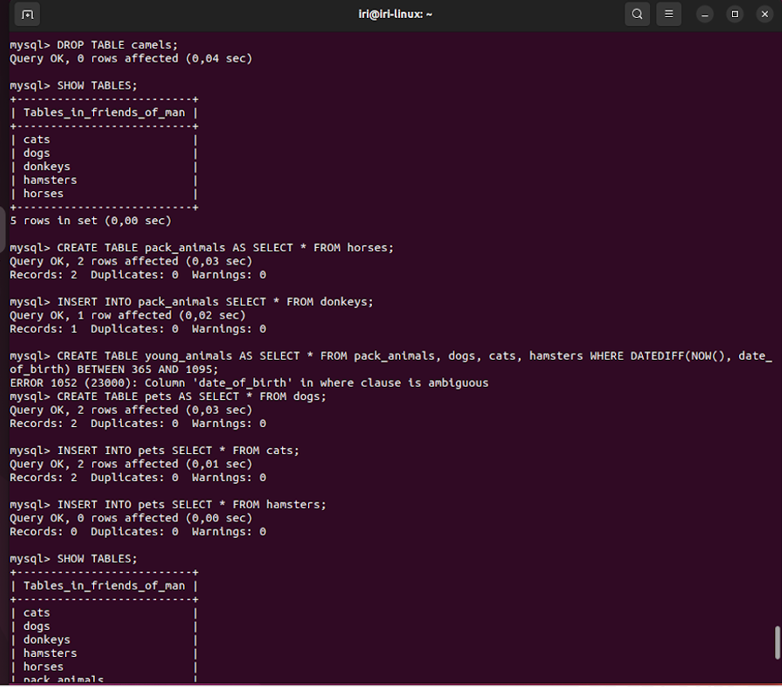 iri@iri-linux: ~
mysql> DROP TABLE camels;
Query OK, 0 rows affected (0,04 sec)
mysql> SHOW TABLES;
+--------------------------+
| Tables_in_friends_of_man |
+--------------------------+
| cats                     |
| dogs                     |
| donkeys                  |
| hamsters                 |
| horses                   |
+--------------------------+
5 rows in set (0,00 sec)
mysql> CREATE TABLE pack_animals AS SELECT * FROM horses;
Query OK, 2 rows affected (0,03 sec)
Records: 2  Duplicates: 0  Warnings: 0
mysql> INSERT INTO pack_animals SELECT * FROM donkeys;
Query OK, 1 row affected (0,02 sec)
Records: 1  Duplicates: 0  Warnings: 0
mysql> CREATE TABLE young_animals AS SELECT * FROM pack_animals, dogs, cats, hamsters WHERE DATEDIFF(NOW(), date_
of_birth) BETWEEN 365 AND 1095;
ERROR 1052 (23000): Column 'date_of_birth' in where clause is ambiguous
mysql> CREATE TABLE pets AS SELECT * FROM dogs;
Query OK, 2 rows affected (0,03 sec)
Records: 2  Duplicates: 0  Warnings: 0
mysql> INSERT INTO pets SELECT * FROM cats;
Query OK, 2 rows affected (0,01 sec)
Records: 2  Duplicates: 0  Warnings: 0
mysql> INSERT INTO pets SELECT * FROM hamsters;
Query OK, 0 rows affected (0,00 sec)
Records: 0  Duplicates: 0  Warnings: 0
mysql> SHOW TABLES;
+--------------------------+
| Tables_in_friends_of_man |
+--------------------------+
| cats                     |
| dogs                     |
| donkeys                  |
| hamsters                 |
| horses                   |
| pack_animals             |